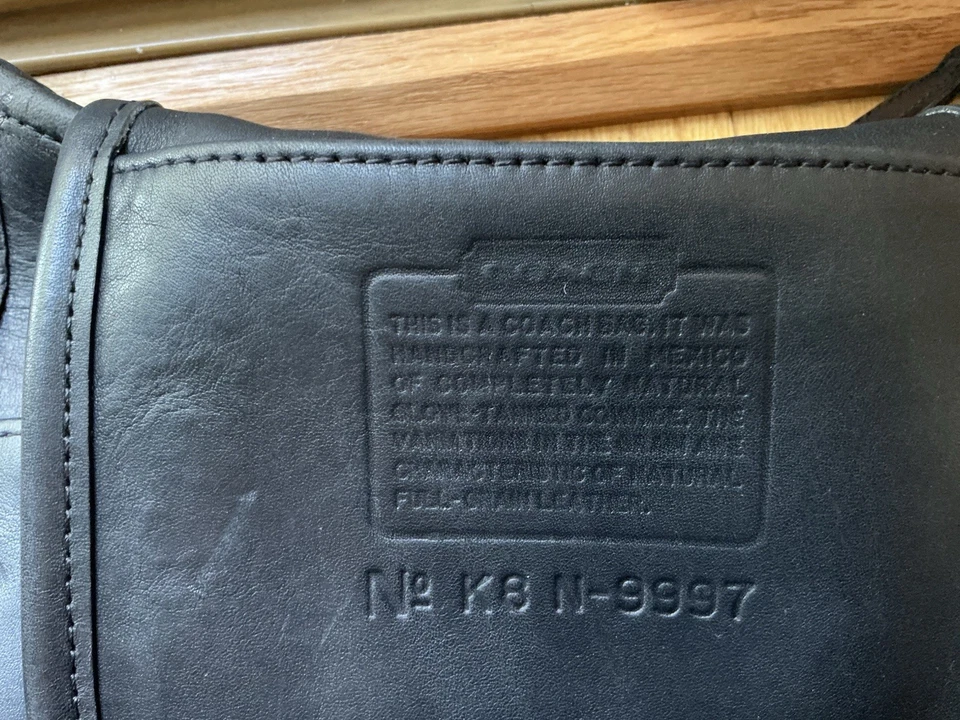 COACH
THIS IS A COACH BAG. IT WAS
HANDCRAFTED IN MEXICO
OF COMPLETELY NATURAL
GLOVE-TANNED COWHIDE. THE
VARIATIONS IN THE GRAIN ARE
CHARACTERISTIC OF NATURAL
FULL-GRAIN LEATHER.
Nº K8 N-9997